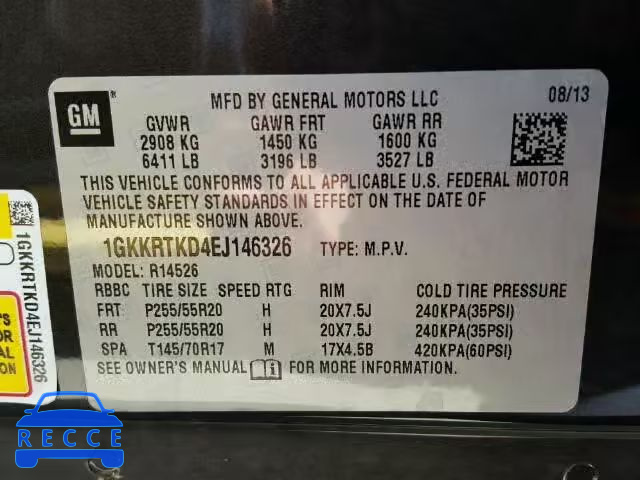 GM
MFD BY GENERAL MOTORS LLC 08/13
GVWR GAWR FRT GAWR RR
2908 KG 1450 KG 1600 KG
6411 LB 3196 LB 3527 LB
THIS VEHICLE CONFORMS TO ALL APPLICABLE U.S. FEDERAL MOTOR
VEHICLE SAFETY STANDARDS IN EFFECT ON THE DATE OF
MANUFACTURE SHOWN ABOVE.
1GKKRTKD4EJ146326 TYPE: M.P.V.
MODEL: R14526
RBBC TIRE SIZE SPEED RTG RIM COLD TIRE PRESSURE
FRT P255/55R20 H 20X7.5J 240KPA(35PSI)
RR P255/55R20 H 20X7.5J 240KPA(35PSI)
SPA T145/70R17 M 17X4.5B 420KPA(60PSI)
SEE OWNER'S MANUAL FOR MORE INFORMATION.
1GKKRTKD4EJ146326
RECCE